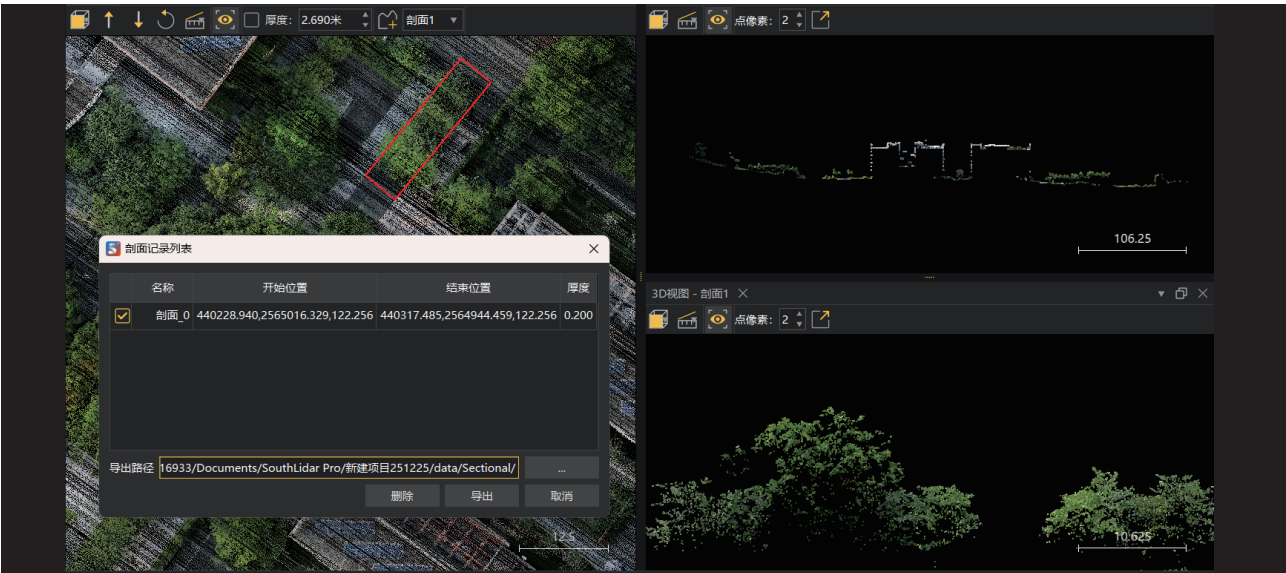 厚度: 2.690米 剖面1
点像素: 2
106.25
3D视图 - 剖面1
点像素: 2
10.625
剖面记录列表
名称 开始位置 结束位置 厚度
剖面_0 440228.940,2565016.329,122.256 440317.485,2564944.459,122.256 0.200
导出路径 16933/Documents/SouthLidar Pro/新建项目251225/data/Sectional/ ...
删除 导出 取消
12.5